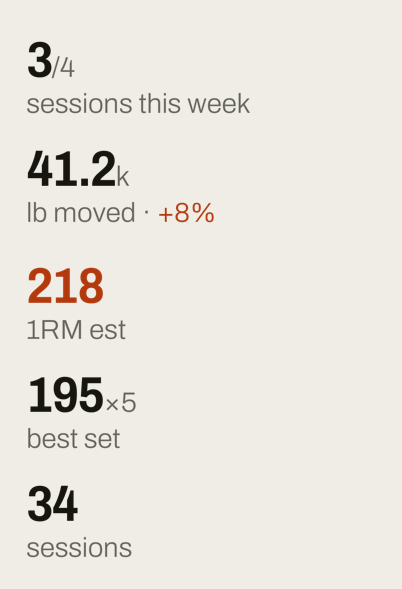 3/4
sessions this week
41.2k
lb moved · +8%
218
1RM est
195×5
best set
34
sessions